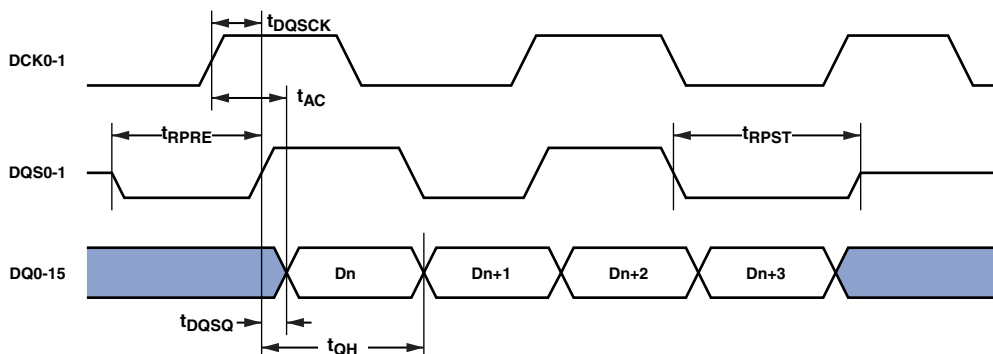 tDQSCK
DCK0-1
tAC
tRPRE
tRPST
DQS0-1
DQ0-15
Dn
Dn+1
Dn+2
Dn+3
tDQSQ
tQH